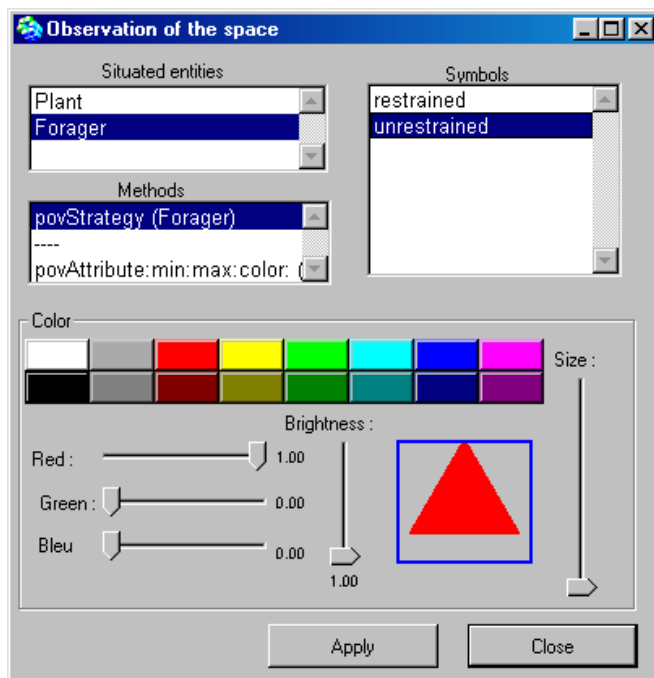 Observation of the space
Situated entities
Plant
Forager
Symbols
restrained
unrestrained
Methods
povStrategy (Forager)
----
povAttribute:min:max:color: (
Color
Size :
Brightness :
Red :
1.00
Green :
0.00
Bleu
0.00
1.00
Apply
Close